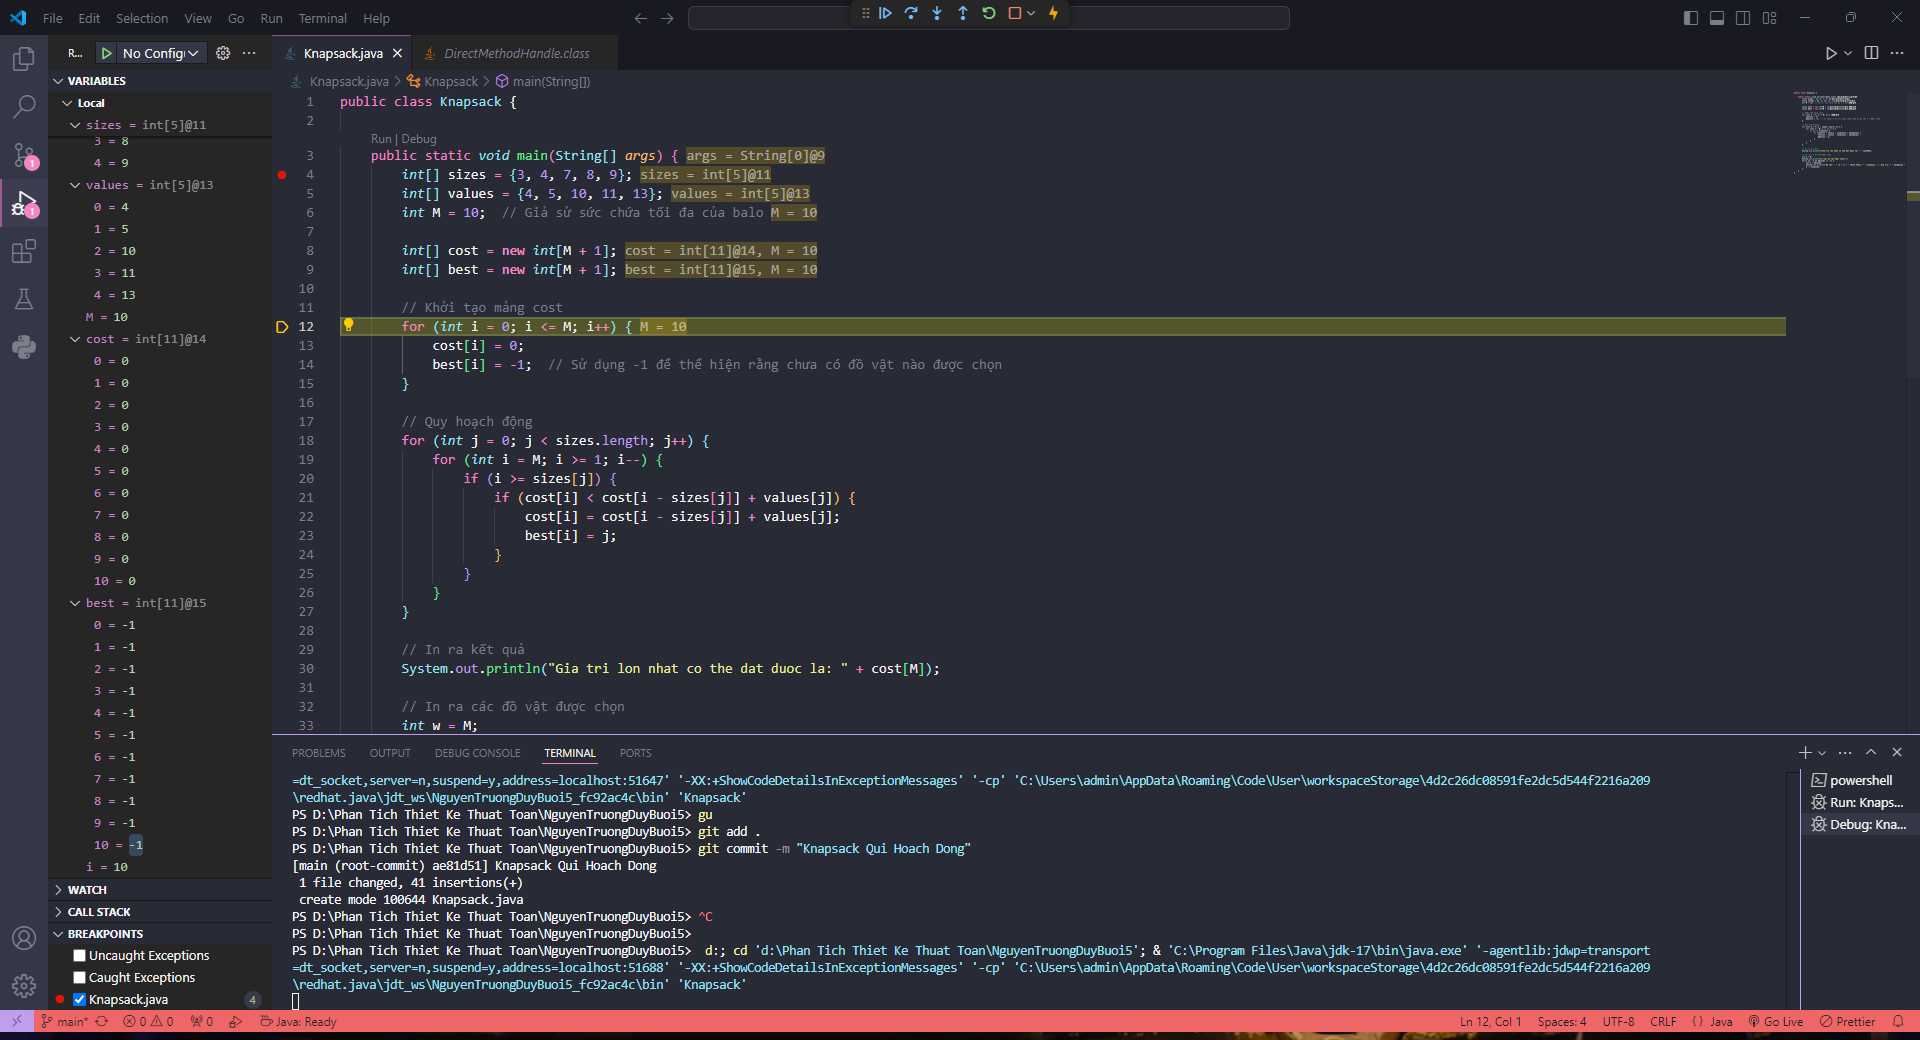 File Edit Selection View Go Run Terminal Help
R... No Config
Knapsack.java
DirectMethodHandle.class
Knapsack.java > Knapsack > main(String[])
VARIABLES
Local
sizes = int[5]@11
3 = 8
4 = 9
values = int[5]@13
0 = 4
1 = 5
2 = 10
3 = 11
4 = 13
M = 10
cost = int[11]@14
0 = 0
1 = 0
2 = 0
3 = 0
4 = 0
5 = 0
6 = 0
7 = 0
8 = 0
9 = 0
10 = 0
best = int[11]@15
0 = -1
1 = -1
2 = -1
3 = -1
4 = -1
5 = -1
6 = -1
7 = -1
8 = -1
9 = -1
10 = -1
i = 10
WATCH
CALL STACK
BREAKPOINTS
Uncaught Exceptions
Caught Exceptions
Knapsack.java 4
1
1
1 public class Knapsack {
2
Run | Debug
3 public static void main(String[] args) { args = String[0]@9
4 int[] sizes = {3, 4, 7, 8, 9}; sizes = int[5]@11
5 int[] values = {4, 5, 10, 11, 13}; values = int[5]@13
6 int M = 10; // Giả sử sức chứa tối đa của balo M = 10
7
8 int[] cost = new int[M + 1]; cost = int[11]@14, M = 10
9 int[] best = new int[M + 1]; best = int[11]@15, M = 10
10
11 // Khởi tạo mảng cost
12 for (int i = 0; i <= M; i++) { M = 10
13 cost[i] = 0;
14 best[i] = -1; // Sử dụng -1 để thể hiện rằng chưa có đồ vật nào được chọn
15 }
16
17 // Quy hoạch động
18 for (int j = 0; j < sizes.length; j++) {
19 for (int i = M; i >= 1; i--) {
20 if (i >= sizes[j]) {
21 if (cost[i] < cost[i - sizes[j]] + values[j]) {
22 cost[i] = cost[i - sizes[j]] + values[j];
23 best[i] = j;
24 }
25 }
26 }
27 }
28
29 // In ra kết quả
30 System.out.println("Gia tri lon nhat co the dat duoc la: " + cost[M]);
31
32 // In ra các đồ vật được chọn
33 int w = M;
PROBLEMS OUTPUT DEBUG CONSOLE TERMINAL PORTS
=dt_socket,server=n,suspend=y,address=localhost:51647' '-XX:+ShowCodeDetailsInExceptionMessages' '-cp' 'C:\Users\admin\AppData\Roaming\Code\User\workspaceStorage\4d2c26dc08591fe2dc5d544f2216a209
\redhat.java\jdt_ws\NguyenTruongDuyBuoi5_fc92ac4c\bin' 'Knapsack'
PS D:\Phan Tich Thiet Ke Thuat Toan\NguyenTruongDuyBuoi5> gu
PS D:\Phan Tich Thiet Ke Thuat Toan\NguyenTruongDuyBuoi5> git add .
PS D:\Phan Tich Thiet Ke Thuat Toan\NguyenTruongDuyBuoi5> git commit -m "Knapsack Qui Hoach Dong"
[main (root-commit) ae81d51] Knapsack Qui Hoach Dong
1 file changed, 41 insertions(+)
create mode 100644 Knapsack.java
PS D:\Phan Tich Thiet Ke Thuat Toan\NguyenTruongDuyBuoi5> ^C
PS D:\Phan Tich Thiet Ke Thuat Toan\NguyenTruongDuyBuoi5>
PS D:\Phan Tich Thiet Ke Thuat Toan\NguyenTruongDuyBuoi5> d:; cd 'd:\Phan Tich Thiet Ke Thuat Toan\NguyenTruongDuyBuoi5'; & 'C:\Program Files\Java\jdk-17\bin\java.exe' '-agentlib:jdwp=transport
=dt_socket,server=n,suspend=y,address=localhost:51688' '-XX:+ShowCodeDetailsInExceptionMessages' '-cp' 'C:\Users\admin\AppData\Roaming\Code\User\workspaceStorage\4d2c26dc08591fe2dc5d544f2216a209
\redhat.java\jdt_ws\NguyenTruongDuyBuoi5_fc92ac4c\bin' 'Knapsack'
powershell
Run: Knaps...
Debug: Kna...
main* 0 0 0 Java: Ready
Ln 12, Col 1 Spaces: 4 UTF-8 CRLF {} Java Go Live Prettier